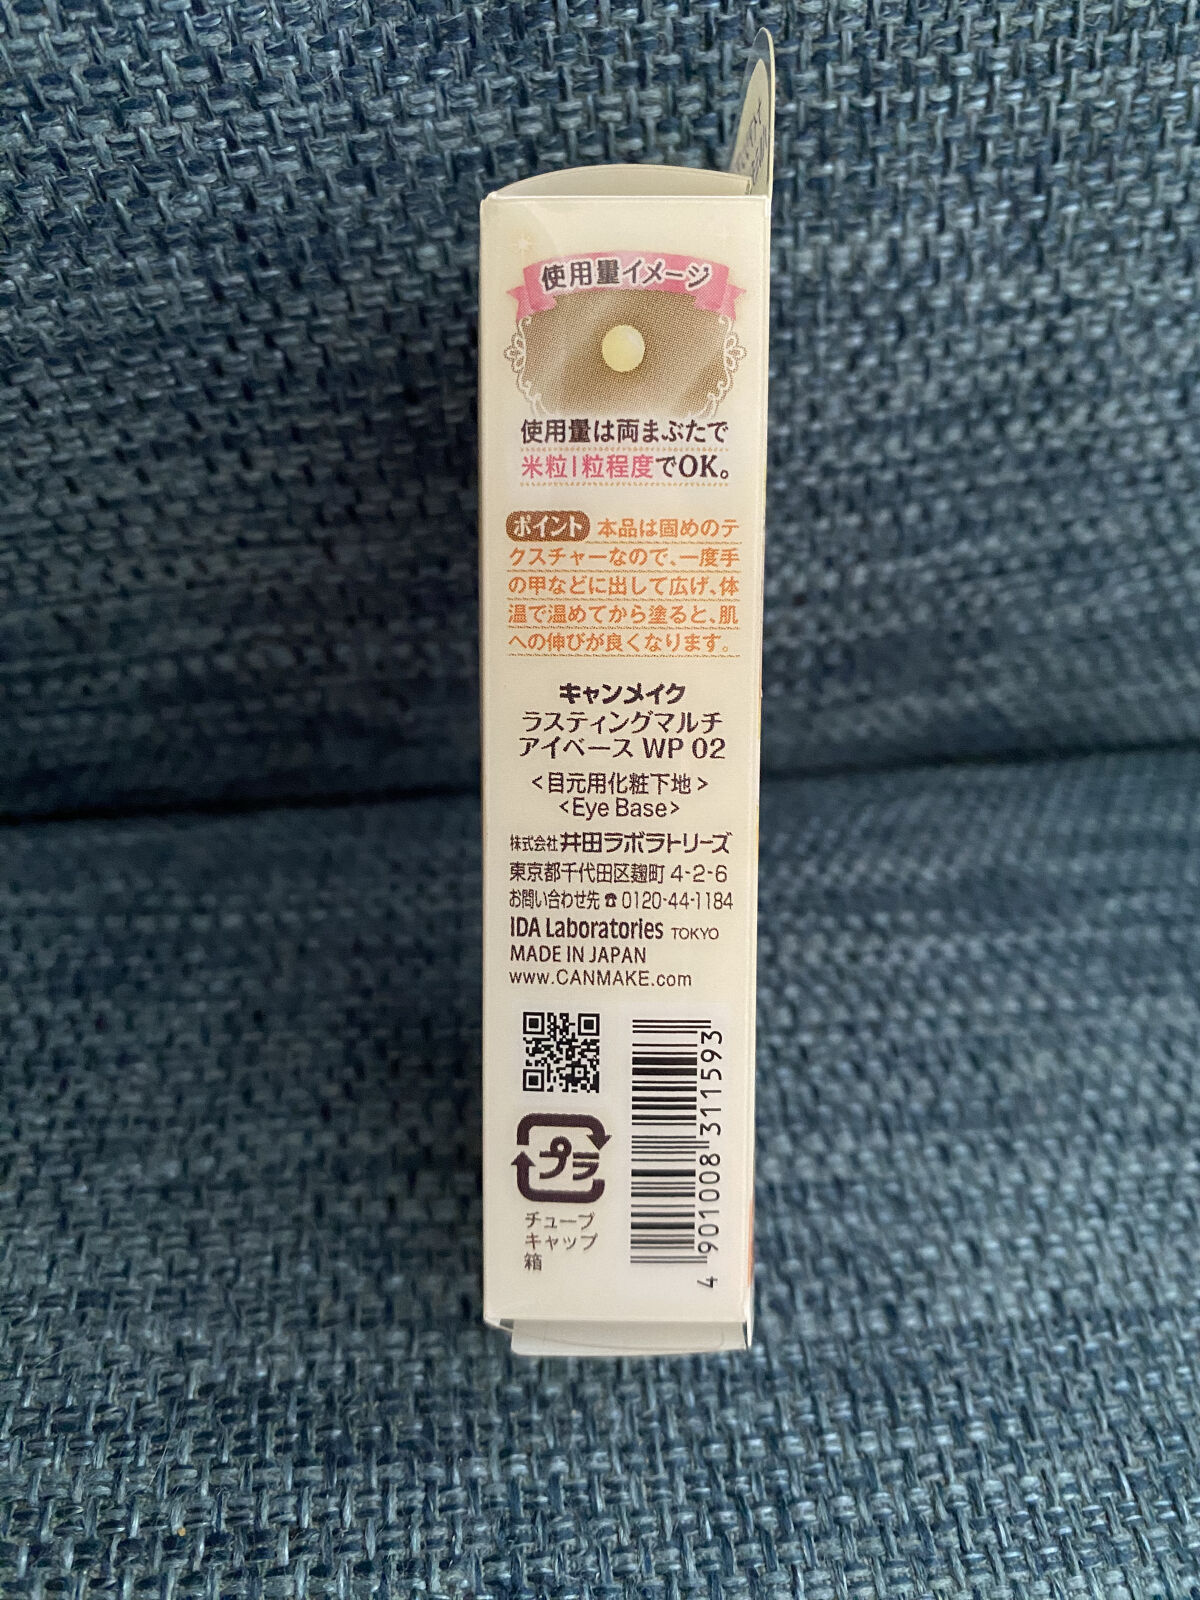 使用量イメージ
使用量は両まぶたで
米粒1粒程度でOK。
ポイント 本品は固めのテ
クスチャーなので、一度手
の甲などに出して広げ、体
温で温めてから塗ると、肌
への伸びが良くなります。
キャンメイク
ラスティングマルチ
アイベース WP 02
<目元用化粧下地>
<Eye Base>
株式会社 井田ラボラトリーズ
東京都千代田区麹町 4-2-6
お問い合わせ先 ☎ 0120-44-1184
IDA Laboratories TOKYO
MADE IN JAPAN
www.CANMAKE.com
プラ
チューブ
キャップ
箱
4 901008 311593